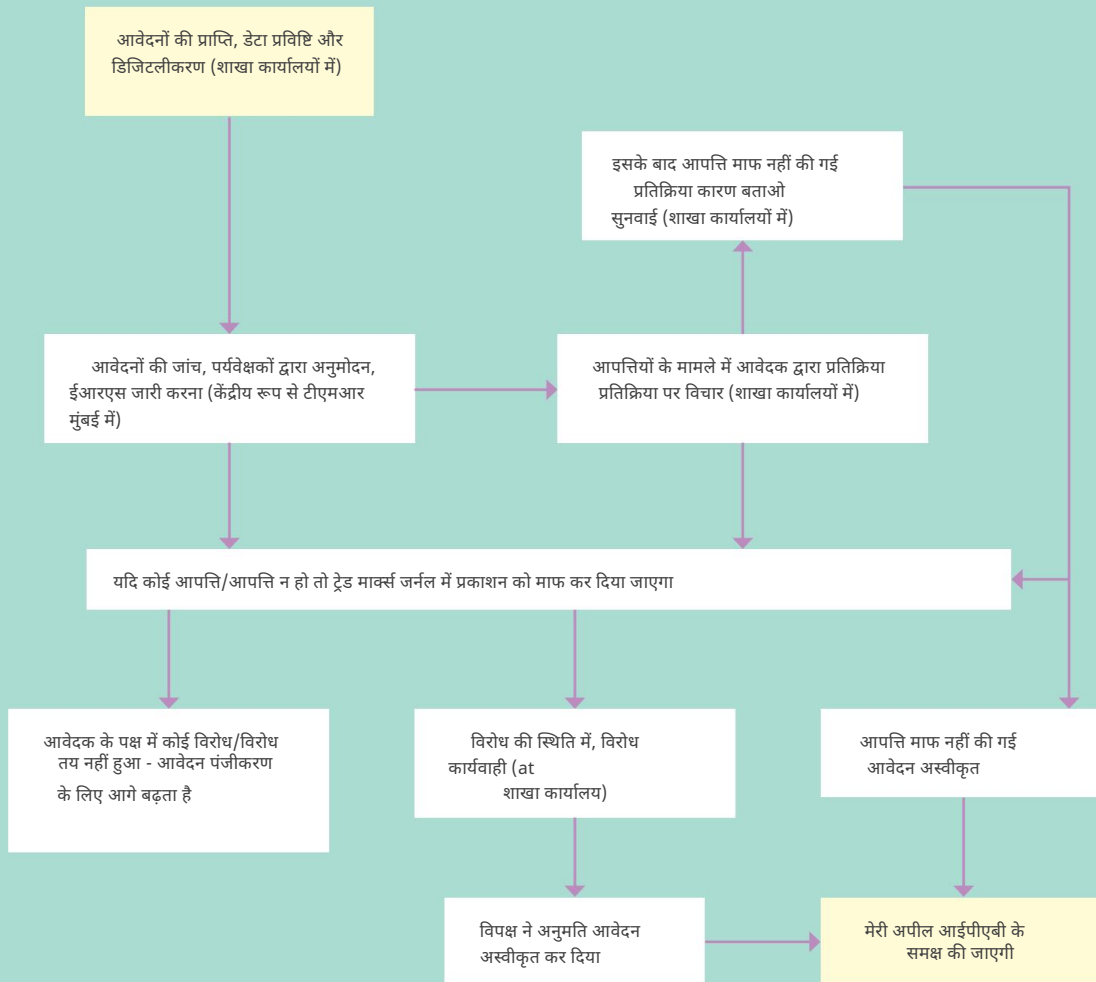 आवेदनों की प्राप्ति, डेटा प्रविष्टि और
डिजिटलीकरण (शाखा कार्यालयों में)
इसके बाद आपत्ति माफ नहीं की गई
प्रतिक्रिया कारण बताओ
सुनवाई (शाखा कार्यालयों में)
आवेदनों की जांच, पर्यवेक्षकों द्वारा अनुमोदन,
ईआरएस जारी करना (केंद्रीय रूप से टीएमआर
मुंबई में)
आपत्तियों के मामले में आवेदक द्वारा प्रतिक्रिया
प्रतिक्रिया पर विचार (शाखा कार्यालयों में)
यदि कोई आपत्ति/आपत्ति न हो तो ट्रेड मार्क्स जर्नल में प्रकाशन को माफ कर दिया जाएगा
आवेदक के पक्ष में कोई विरोध/विरोध
तय नहीं हुआ - आवेदन पंजीकरण
के लिए आगे बढ़ता है
विरोध की स्थिति में, विरोध
कार्यवाही (at
शाखा कार्यालय)
आपत्ति माफ नहीं की गई
आवेदन अस्वीकृत
विपक्ष ने अनुमति आवेदन
अस्वीकृत कर दिया
मेरी अपील आईपीएबी के
समक्ष की जाएगी